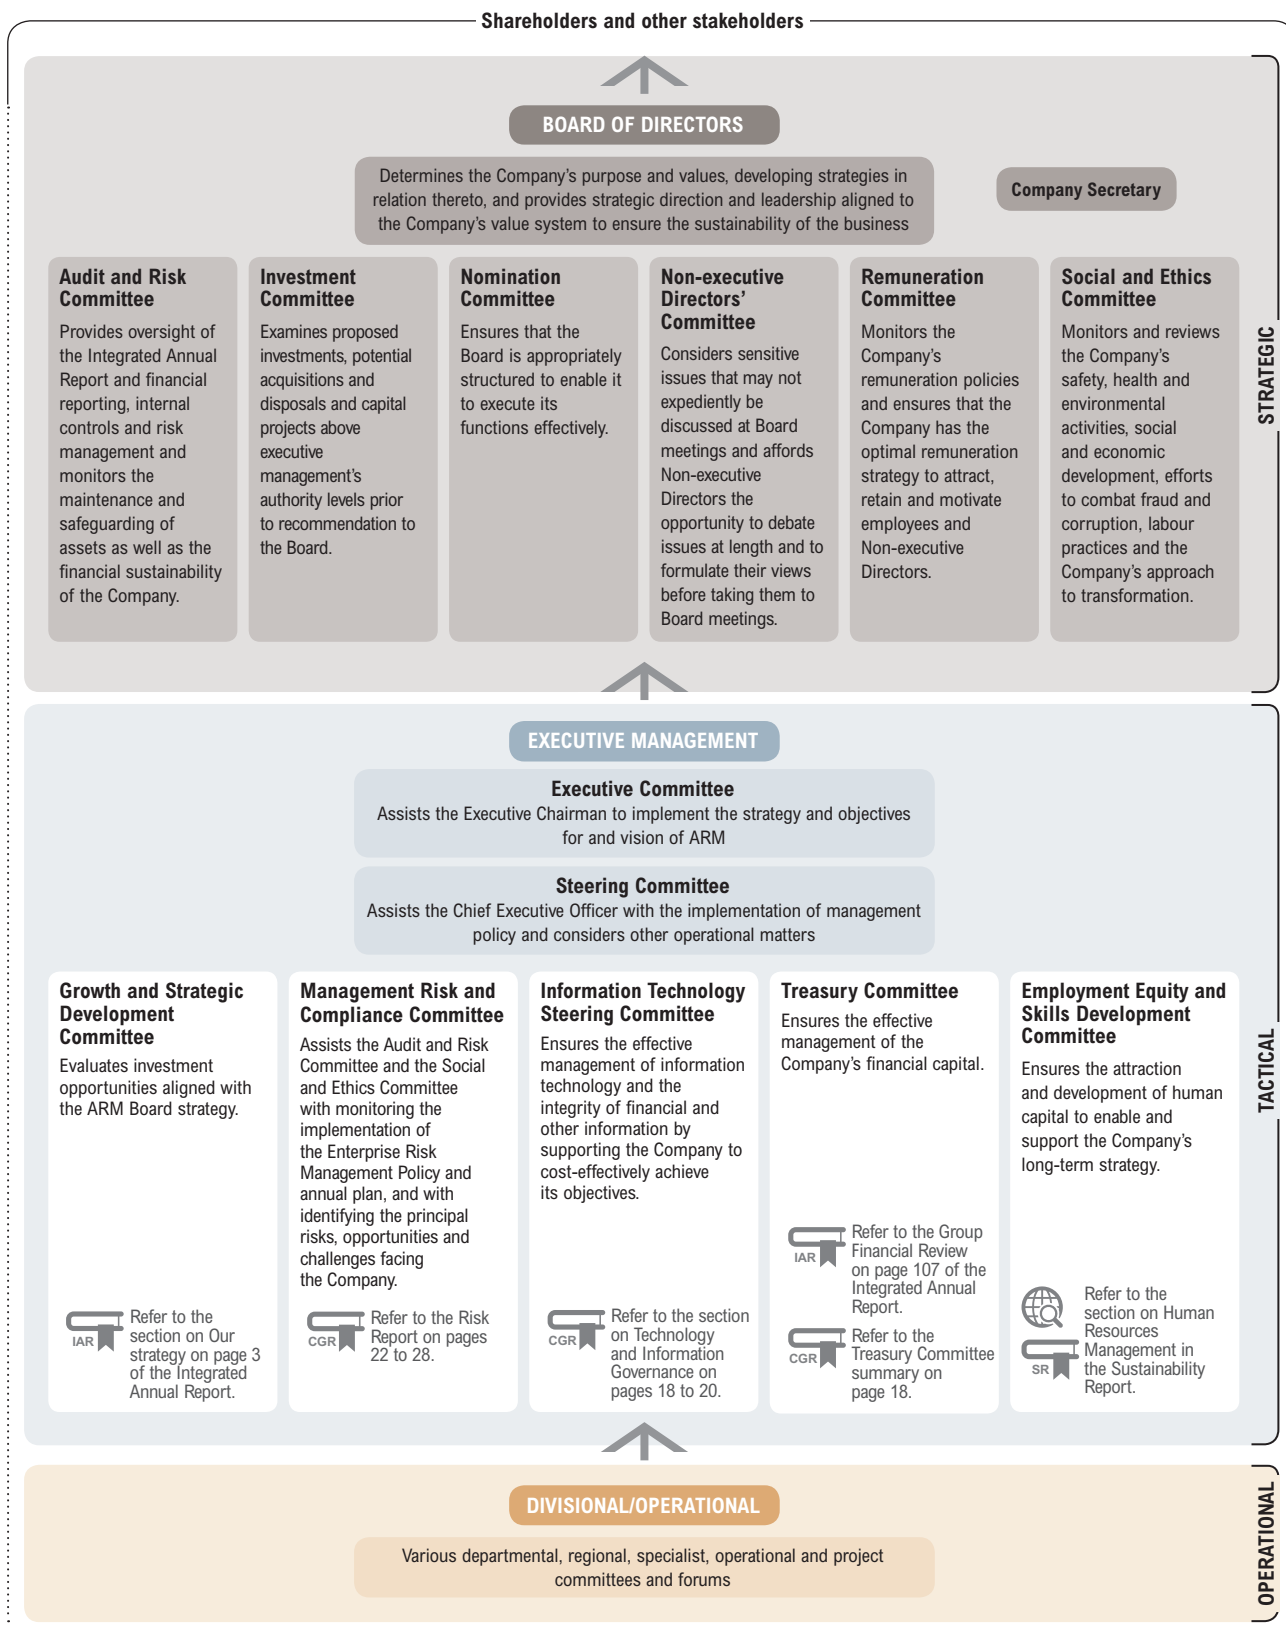 Shareholders and other stakeholders
BOARD OF DIRECTORS
Determines the Company’s purpose and values, developing strategies in
relation thereto, and provides strategic direction and leadership aligned to
the Company’s value system to ensure the sustainability of the business
Company Secretary
Audit and Risk
Committee
Provides oversight of
the Integrated Annual
Report and financial
reporting, internal
controls and risk
management and
monitors the
maintenance and
safeguarding of
assets as well as the
financial sustainability
of the Company.
Investment
Committee
Examines proposed
investments, potential
acquisitions and
disposals and capital
projects above
executive
management’s
authority levels prior
to recommendation to
the Board.
Nomination
Committee
Ensures that the
Board is appropriately
structured to enable it
to execute its
functions effectively.
Non-executive
Directors’
Committee
Considers sensitive
issues that may not
expediently be
discussed at Board
meetings and affords
Non-executive
Directors the
opportunity to debate
issues at length and to
formulate their views
before taking them to
Board meetings.
Remuneration
Committee
Monitors the
Company’s
remuneration policies
and ensures that the
Company has the
optimal remuneration
strategy to attract,
retain and motivate
employees and
Non-executive
Directors.
Social and Ethics
Committee
Monitors and reviews
the Company’s
safety, health and
environmental
activities, social
and economic
development, efforts
to combat fraud and
corruption, labour
practices and the
Company’s approach
to transformation.
STRATEGIC
EXECUTIVE MANAGEMENT
Executive Committee
Assists the Executive Chairman to implement the strategy and objectives
for and vision of ARM
Steering Committee
Assists the Chief Executive Officer with the implementation of management
policy and considers other operational matters
Growth and Strategic
Development
Committee
Evaluates investment
opportunities aligned with
the ARM Board strategy.
IAR
Refer to the
section on Our
strategy on page 3
of the Integrated
Annual Report.
Management Risk and
Compliance Committee
Assists the Audit and Risk
Committee and the Social
and Ethics Committee
with monitoring the
implementation of
the Enterprise Risk
Management Policy and
annual plan, and with
identifying the principal
risks, opportunities and
challenges facing
the Company.
CGR
Refer to the Risk
Report on pages
22 to 28.
Information Technology
Steering Committee
Ensures the effective
management of information
technology and the
integrity of financial and
other information by
supporting the Company to
cost-effectively achieve
its objectives.
CGR
Refer to the section
on Technology
and Information
Governance on
pages 18 to 20.
Treasury Committee
Ensures the effective
management of the
Company’s financial capital.
IAR
Refer to the Group
Financial Review
on page 107 of the
Integrated Annual
Report.
CGR
Refer to the
Treasury Committee
summary on
page 18.
Employment Equity and
Skills Development
Committee
Ensures the attraction
and development of human
capital to enable and
support the Company’s
long-term strategy.
SR
Refer to the
section on Human
Resources
Management in
the Sustainability
Report.
TACTICAL
DIVISIONAL/OPERATIONAL
Various departmental, regional, specialist, operational and project
committees and forums
OPERATIONAL